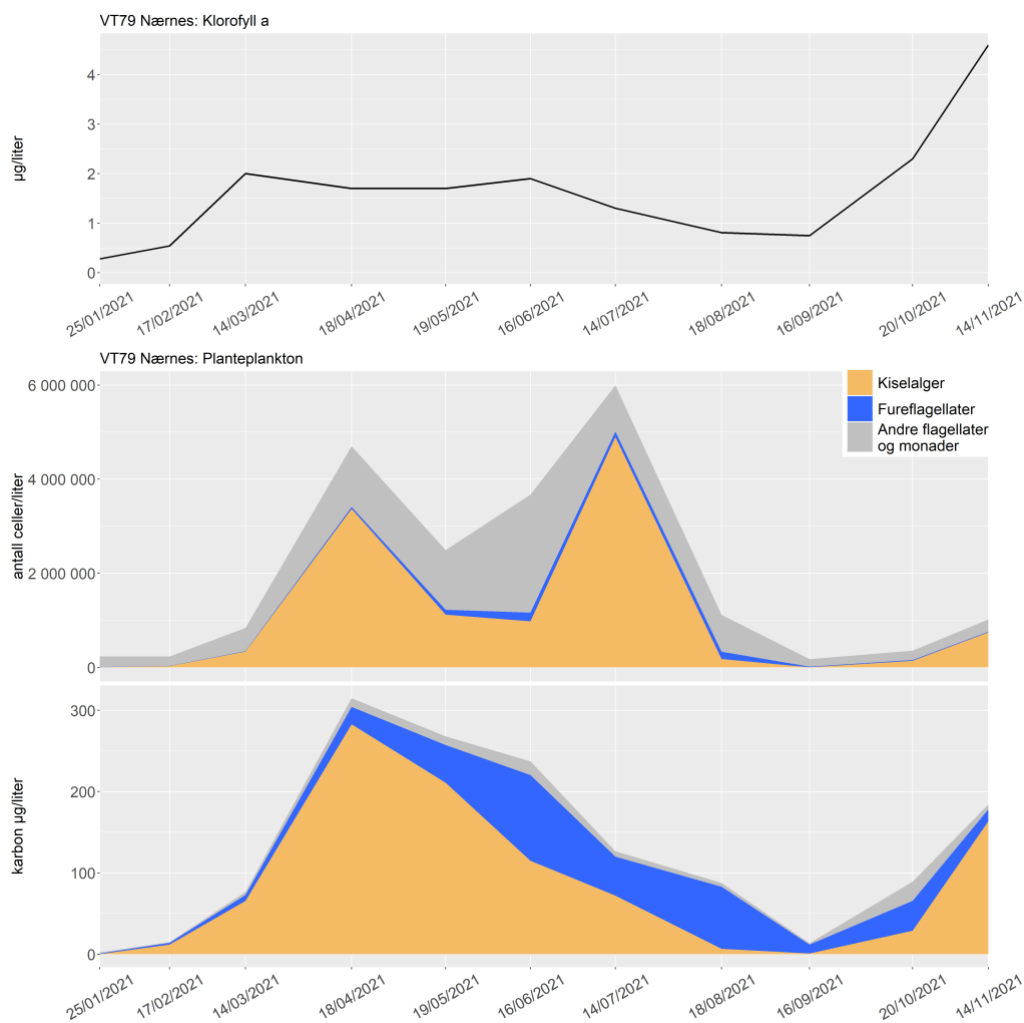 VT79 Nærnes: Klorofyll a
4
3
2
1
0
µg/liter
25/01/2021
17/02/2021
14/03/2021
18/04/2021
19/05/2021
16/06/2021
14/07/2021
18/08/2021
16/09/2021
20/10/2021
14/11/2021
VT79 Nærnes: Planteplankton
6 000 000
4 000 000
2 000 000
0
antall celler/liter
Kiselalger
Fureflagellater
Andre flagellater
og monader
300
200
100
0
karbon µg/liter
25/01/2021
17/02/2021
14/03/2021
18/04/2021
19/05/2021
16/06/2021
14/07/2021
18/08/2021
16/09/2021
20/10/2021
14/11/2021